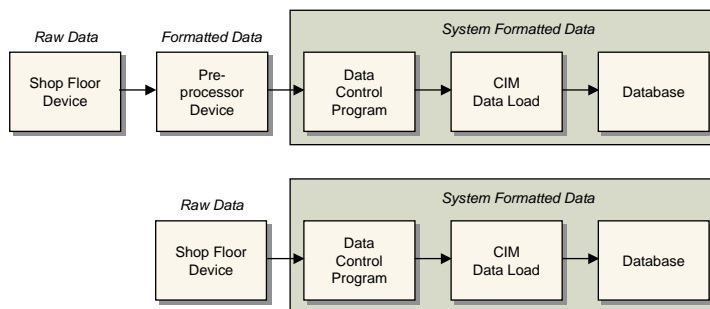 System Formatted Data
Raw Data
Formatted Data
Shop Floor
Device
Pre-
processor
Device
Data
Control
Program
CIM
Data Load
Database
System Formatted Data
Raw Data
Shop Floor
Device
Data
Control
Program
CIM
Data Load
Database